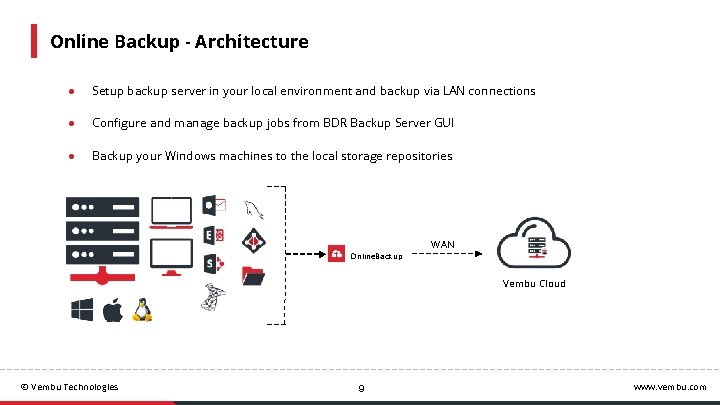 Online Backup - Architecture
● Setup backup server in your local environment and backup via LAN connections
● Configure and manage backup jobs from BDR Backup Server GUI
● Backup your Windows machines to the local storage repositories
E
S
OnlineBackup
WAN
Vembu Cloud
© Vembu Technologies
9
www.vembu.com